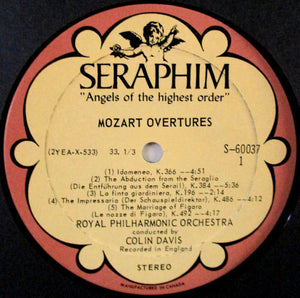 SERAPHIM
"Angels of the highest order"
MOZART OVERTURES
(2YEA-X-533) 33.1/3 S-60037
1
(1) Idomeneo, K.366 —4:51
(2) The Abduction from the Seraglio
(Die Entführung aus dem Serail), K.384 —5:36
(3) La finta giardiniera, K.196 —2:14
(4) The Impressario (Der Schauspieldirektor), K.486 —4:12
(5) The Marriage of Figaro
(Le nozze di Figaro), K.492 —4:17
ROYAL PHILHARMONIC ORCHESTRA
conducted by
COLIN DAVIS
Recorded in England
STEREO
MANUFACTURED IN CANADA